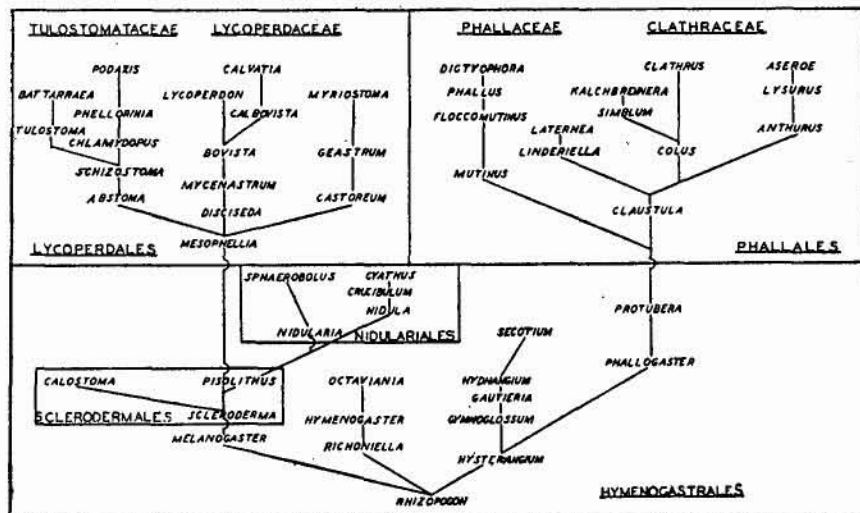 TULOSTOMATACEAE LYCOPERDACEAE
PODAXIS CALVATIA
BATTARRAEA LYCOPERDON MYRIOSTOMA
PHELLORINIA CALBOVISTA
TULOSTOMA
CHLAMYDOPUS
BOVISTA GEASTRUM
SCHIZOSTOMA
MYCENASTRUM
ABSTOMA CASTOREUM
DISCISEDA
MESOPHELLIA
LYCOPERDALES
PHALLACEAE CLATHRACEAE
DICTYOPHORA CLATHRUS ASEROE
PHALLUS KALCHBRENNERA LYSURUS
FLOCCOMUTINUS SIMBLUM
LATERNEA ANTHURUS
LINDERIELLA COLUS
MUTINUS
CLAUSTULA
PHALLALES
SPHAEROBOLUS CYATHUS
CRUCIBULUM
NIDULA
NIDULARIA NIDULARIALES
PROTUBERA
SECOTIUM
PHALLOGASTER
CALOSTOMA PISOLITHUS OCTAVIANIA HYDNANGIUM
GAUTIERIA
SCLERODERMALES SCLERODERMA HYMENOGASTER GYMNOGLOSSUM
MELANOGASTER RICHONIELLA
HYSTERANGIUM
RHIZOPOGON HYMENOGASTRALES